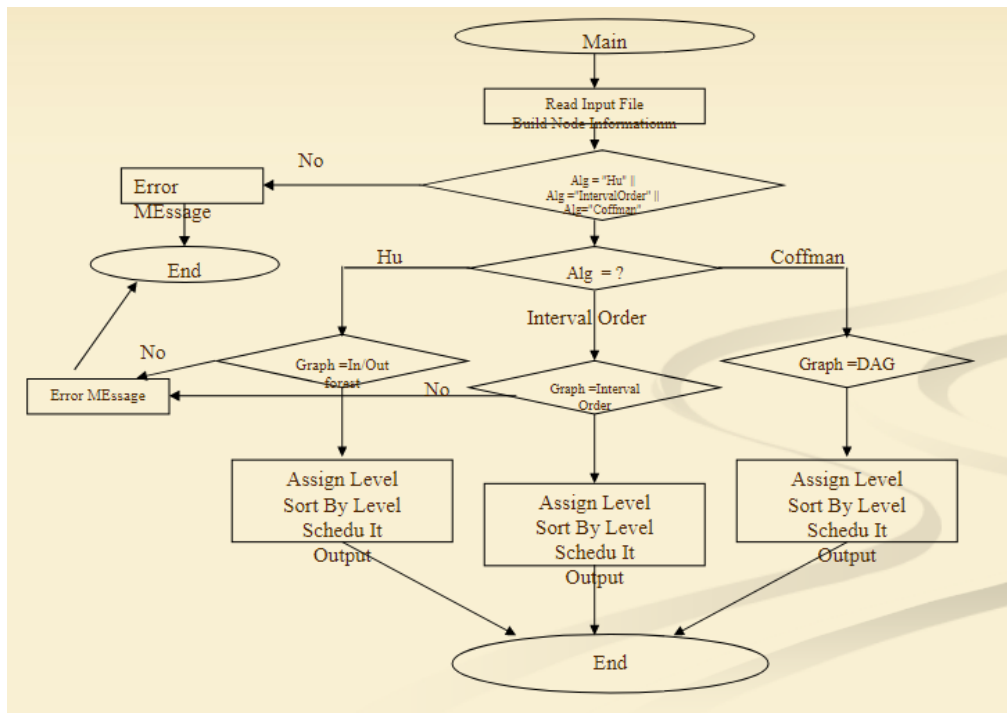 Main
Read Input File
Build Node Informationm
No
Alg = "Hu" ||
Alg ="IntervalOrder" ||
Alg="Coffman"
Error
MEssage
End
Hu
Alg = ?
Coffman
Interval Order
No
Graph =In/Out
forest
Graph =DAG
Error MEssage
No
Graph =Interval
Order
Assign Level
Sort By Level
Schedu It
Output
Assign Level
Sort By Level
Schedu It
Output
Assign Level
Sort By Level
Schedu It
Output
End